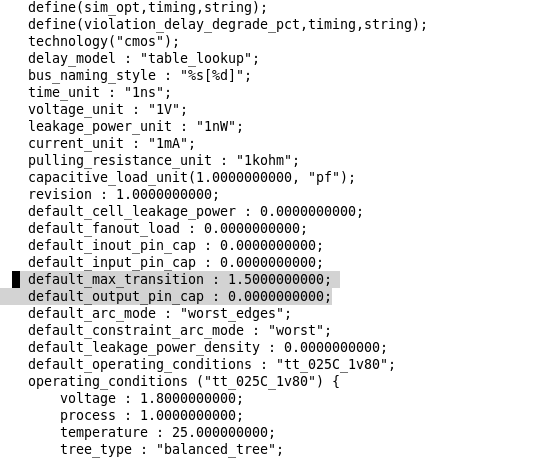 define(sim_opt,timing,string);
define(violation_delay_degrade_pct,timing,string);
technology("cmos");
delay_model : "table_lookup";
bus_naming_style : "%s[%d]";
time_unit : "1ns";
voltage_unit : "1V";
leakage_power_unit : "1nW";
current_unit : "1mA";
pulling_resistance_unit : "1kohm";
capacitive_load_unit(1.0000000000, "pf");
revision : 1.0000000000;
default_cell_leakage_power : 0.0000000000;
default_fanout_load : 0.0000000000;
default_inout_pin_cap : 0.0000000000;
default_input_pin_cap : 0.0000000000;
default_max_transition : 1.5000000000;
default_output_pin_cap : 0.0000000000;
default_arc_mode : "worst_edges";
default_constraint_arc_mode : "worst";
default_leakage_power_density : 0.0000000000;
default_operating_conditions : "tt_025C_1v80";
operating_conditions ("tt_025C_1v80") {
voltage : 1.8000000000;
process : 1.0000000000;
temperature : 25.000000000;
tree_type : "balanced_tree";